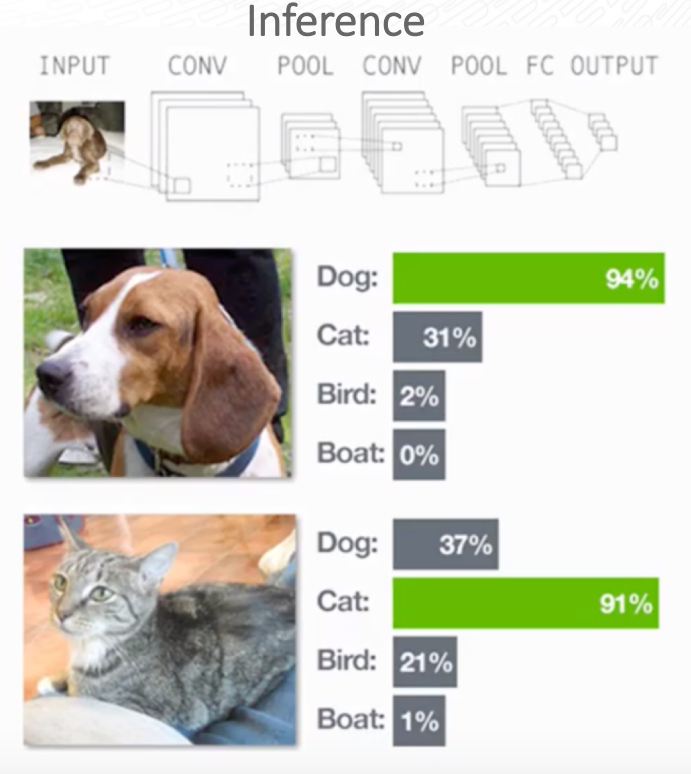 Inference
INPUT CONV POOL CONV POOL FC OUTPUT
Dog: 94%
Cat: 31%
Bird: 2%
Boat: 0%
Dog: 37%
Cat: 91%
Bird: 21%
Boat: 1%